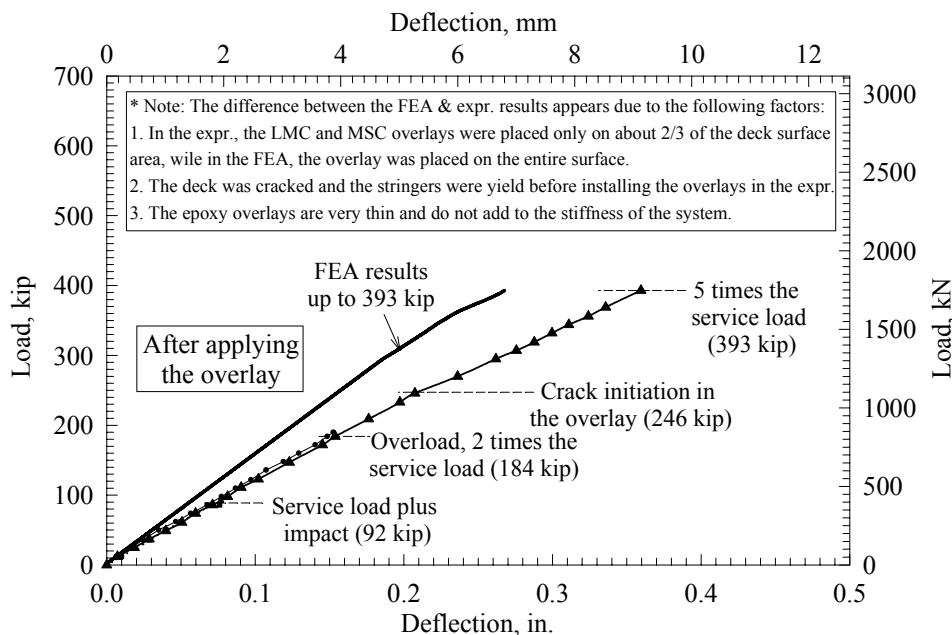 Deflection, mm
0 2 4 6 8 10 12
700
600
500
400
300
200
100
0
Load, kip
3000
2500
2000
1500
1000
500
0
Load, kN
* Note: The difference between the FEA & expr. results appears due to the following factors:
1. In the expr., the LMC and MSC overlays were placed only on about 2/3 of the deck surface
area, wile in the FEA, the overlay was placed on the entire surface.
2. The deck was cracked and the stringers were yield before installing the overlays in the expr.
3. The epoxy overlays are very thin and do not add to the stiffness of the system.
FEA results
up to 393 kip
After applying
the overlay
5 times the
service load
(393 kip)
Crack initiation in
the overlay (246 kip)
Overload, 2 times the
service load (184 kip)
Service load plus
impact (92 kip)
0.0 0.1 0.2 0.3 0.4 0.5
Deflection, in.